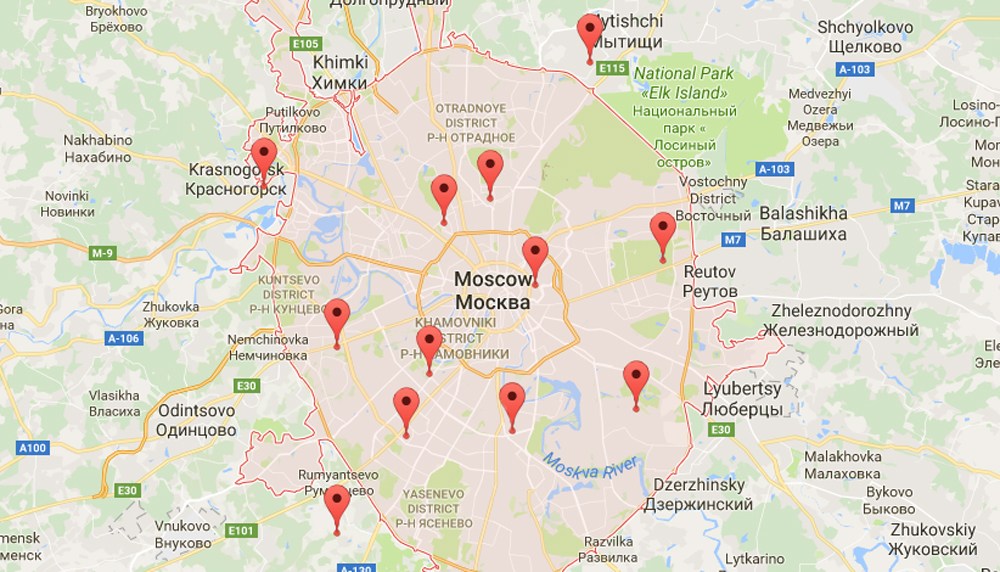 Долгопрудный
Bryokhovo
Брёхово
Mytishchi
Мытищи
Shchyolkovo
Щелково
E105
Khimki
Химки
E115
A-103
National Park
«Elk Island»
Национальный
парк «
Лосиный
остров»
Medvezhyi
Ozera
Медвежьи
Озера
Putilkovo
Путилково
OTRADNOYE
DISTRICT
Р-Н ОТРАДНОЕ
Nakhabino
Нахабино
Krasnogorsk
Красногорск
A-103
Vostochny
District
Восточный
Novinki
Новинки
M7
Balashikha
Балашиха
M7
M-9
Moscow
Москва
Reutov
Реутов
KUNTSEVO
DISTRICT
Р-Н КУНЦЕВО
Zhukovka
Жуковка
Zheleznodorozhny
Железнодорожный
KHAMOVNIKI
DISTRICT
Р-Н ХАМОВНИКИ
A-106
Nemchinovka
Немчиновка
E30
Vlasikha
Власиха
Odintsovo
Одинцово
Lyubertsy
Люберцы
E30
A100
Moskva River
Malakhovka
Малаховка
Rumyantsevo
Румянцево
E30
YASENEVO
DISTRICT
Р-Н ЯСЕНЕВО
Dzerzhinsky
Дзержинский
Bykovo
Быково
Vnukovo
Внуково
E101
Zhukovskiy
Жуковский
Razvilka
Развилка
Lytkarino
A-130